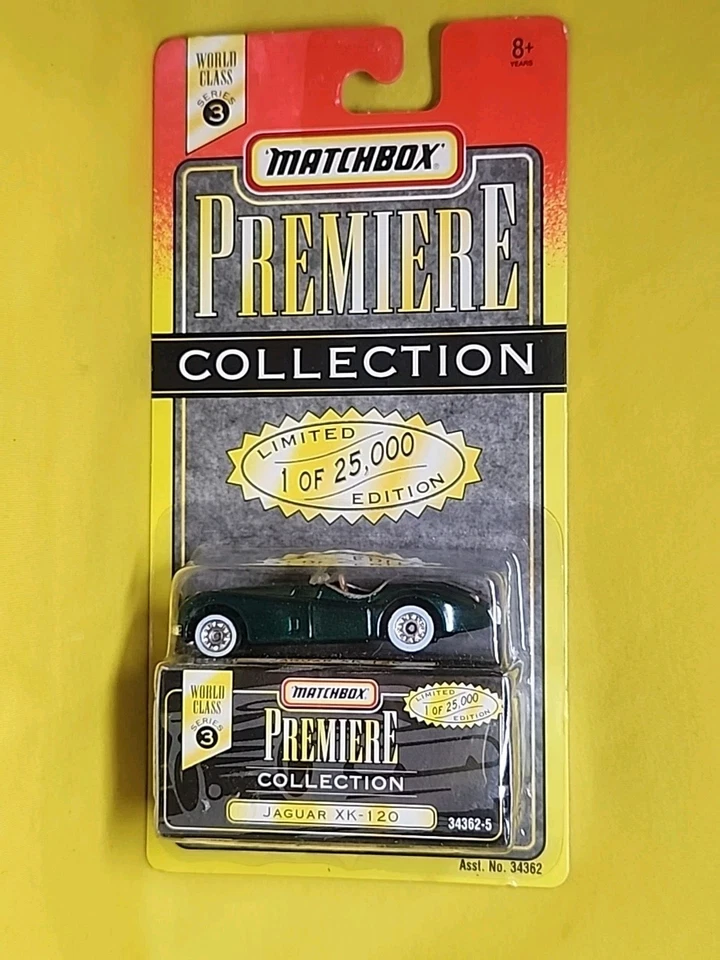 WORLD
CLASS
SERIES
3
8+
YEARS
MATCHBOX
PREMIERE
COLLECTION
LIMITED
1 OF 25,000
EDITION
WORLD
CLASS
SERIES
3
MATCHBOX
PREMIERE
COLLECTION
LIMITED
1 OF 25,000
EDITION
JAGUAR XK-120
34362-5
Asst. No. 34362